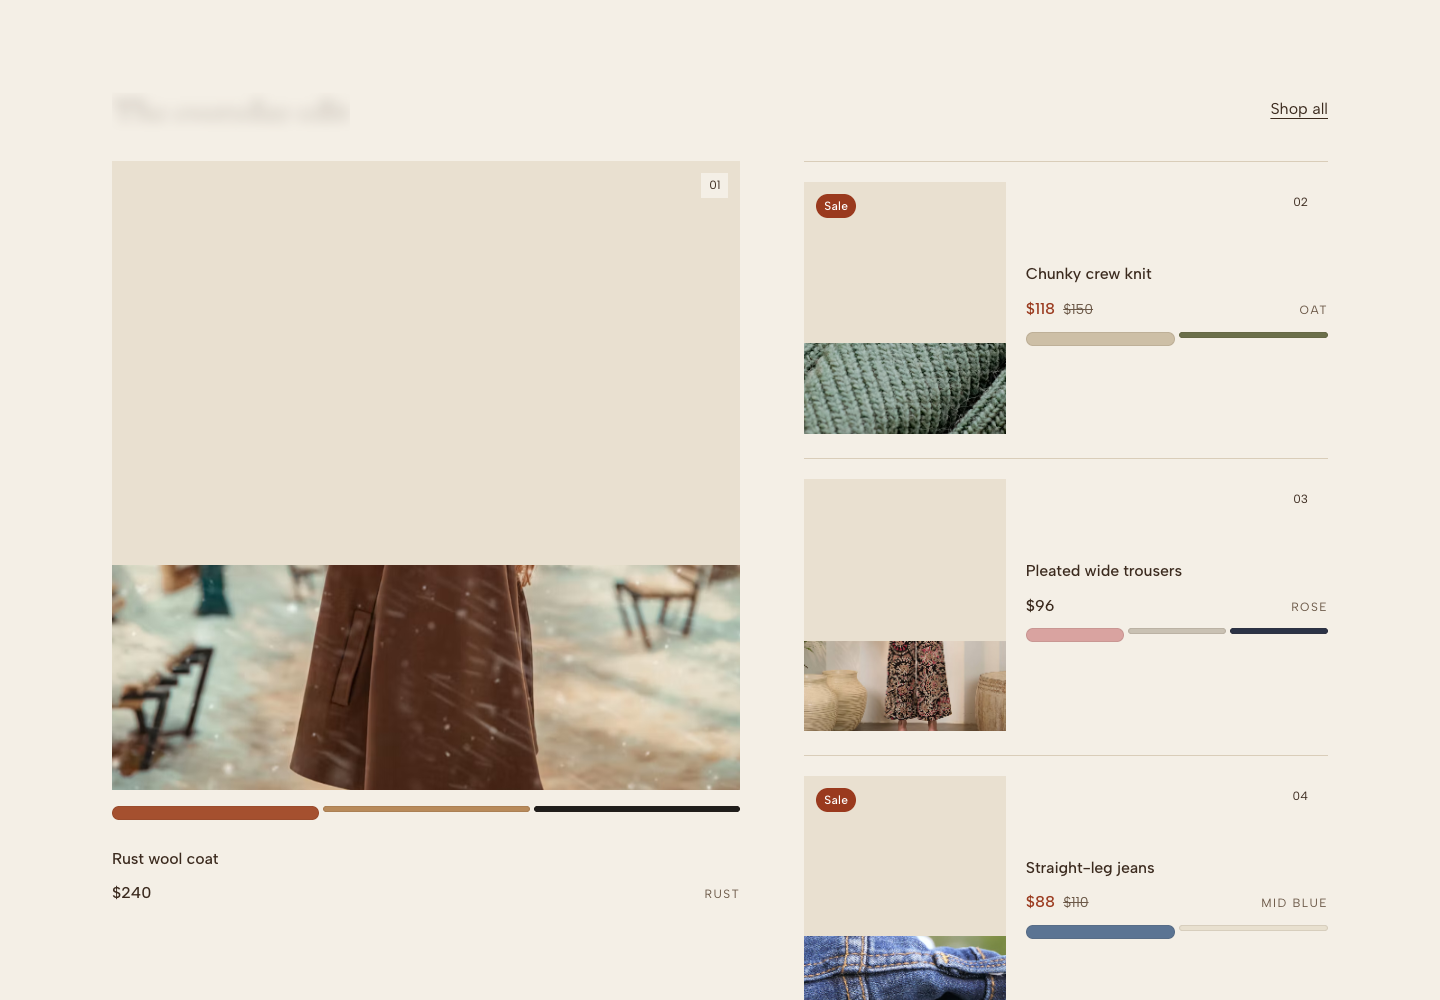 Shop all
01
Rust wool coat
$240
RUST
Sale
02
Chunky crew knit
$118 $150
OAT
03
Pleated wide trousers
$96
ROSE
Sale
04
Straight-leg jeans
$88 $110
MID BLUE